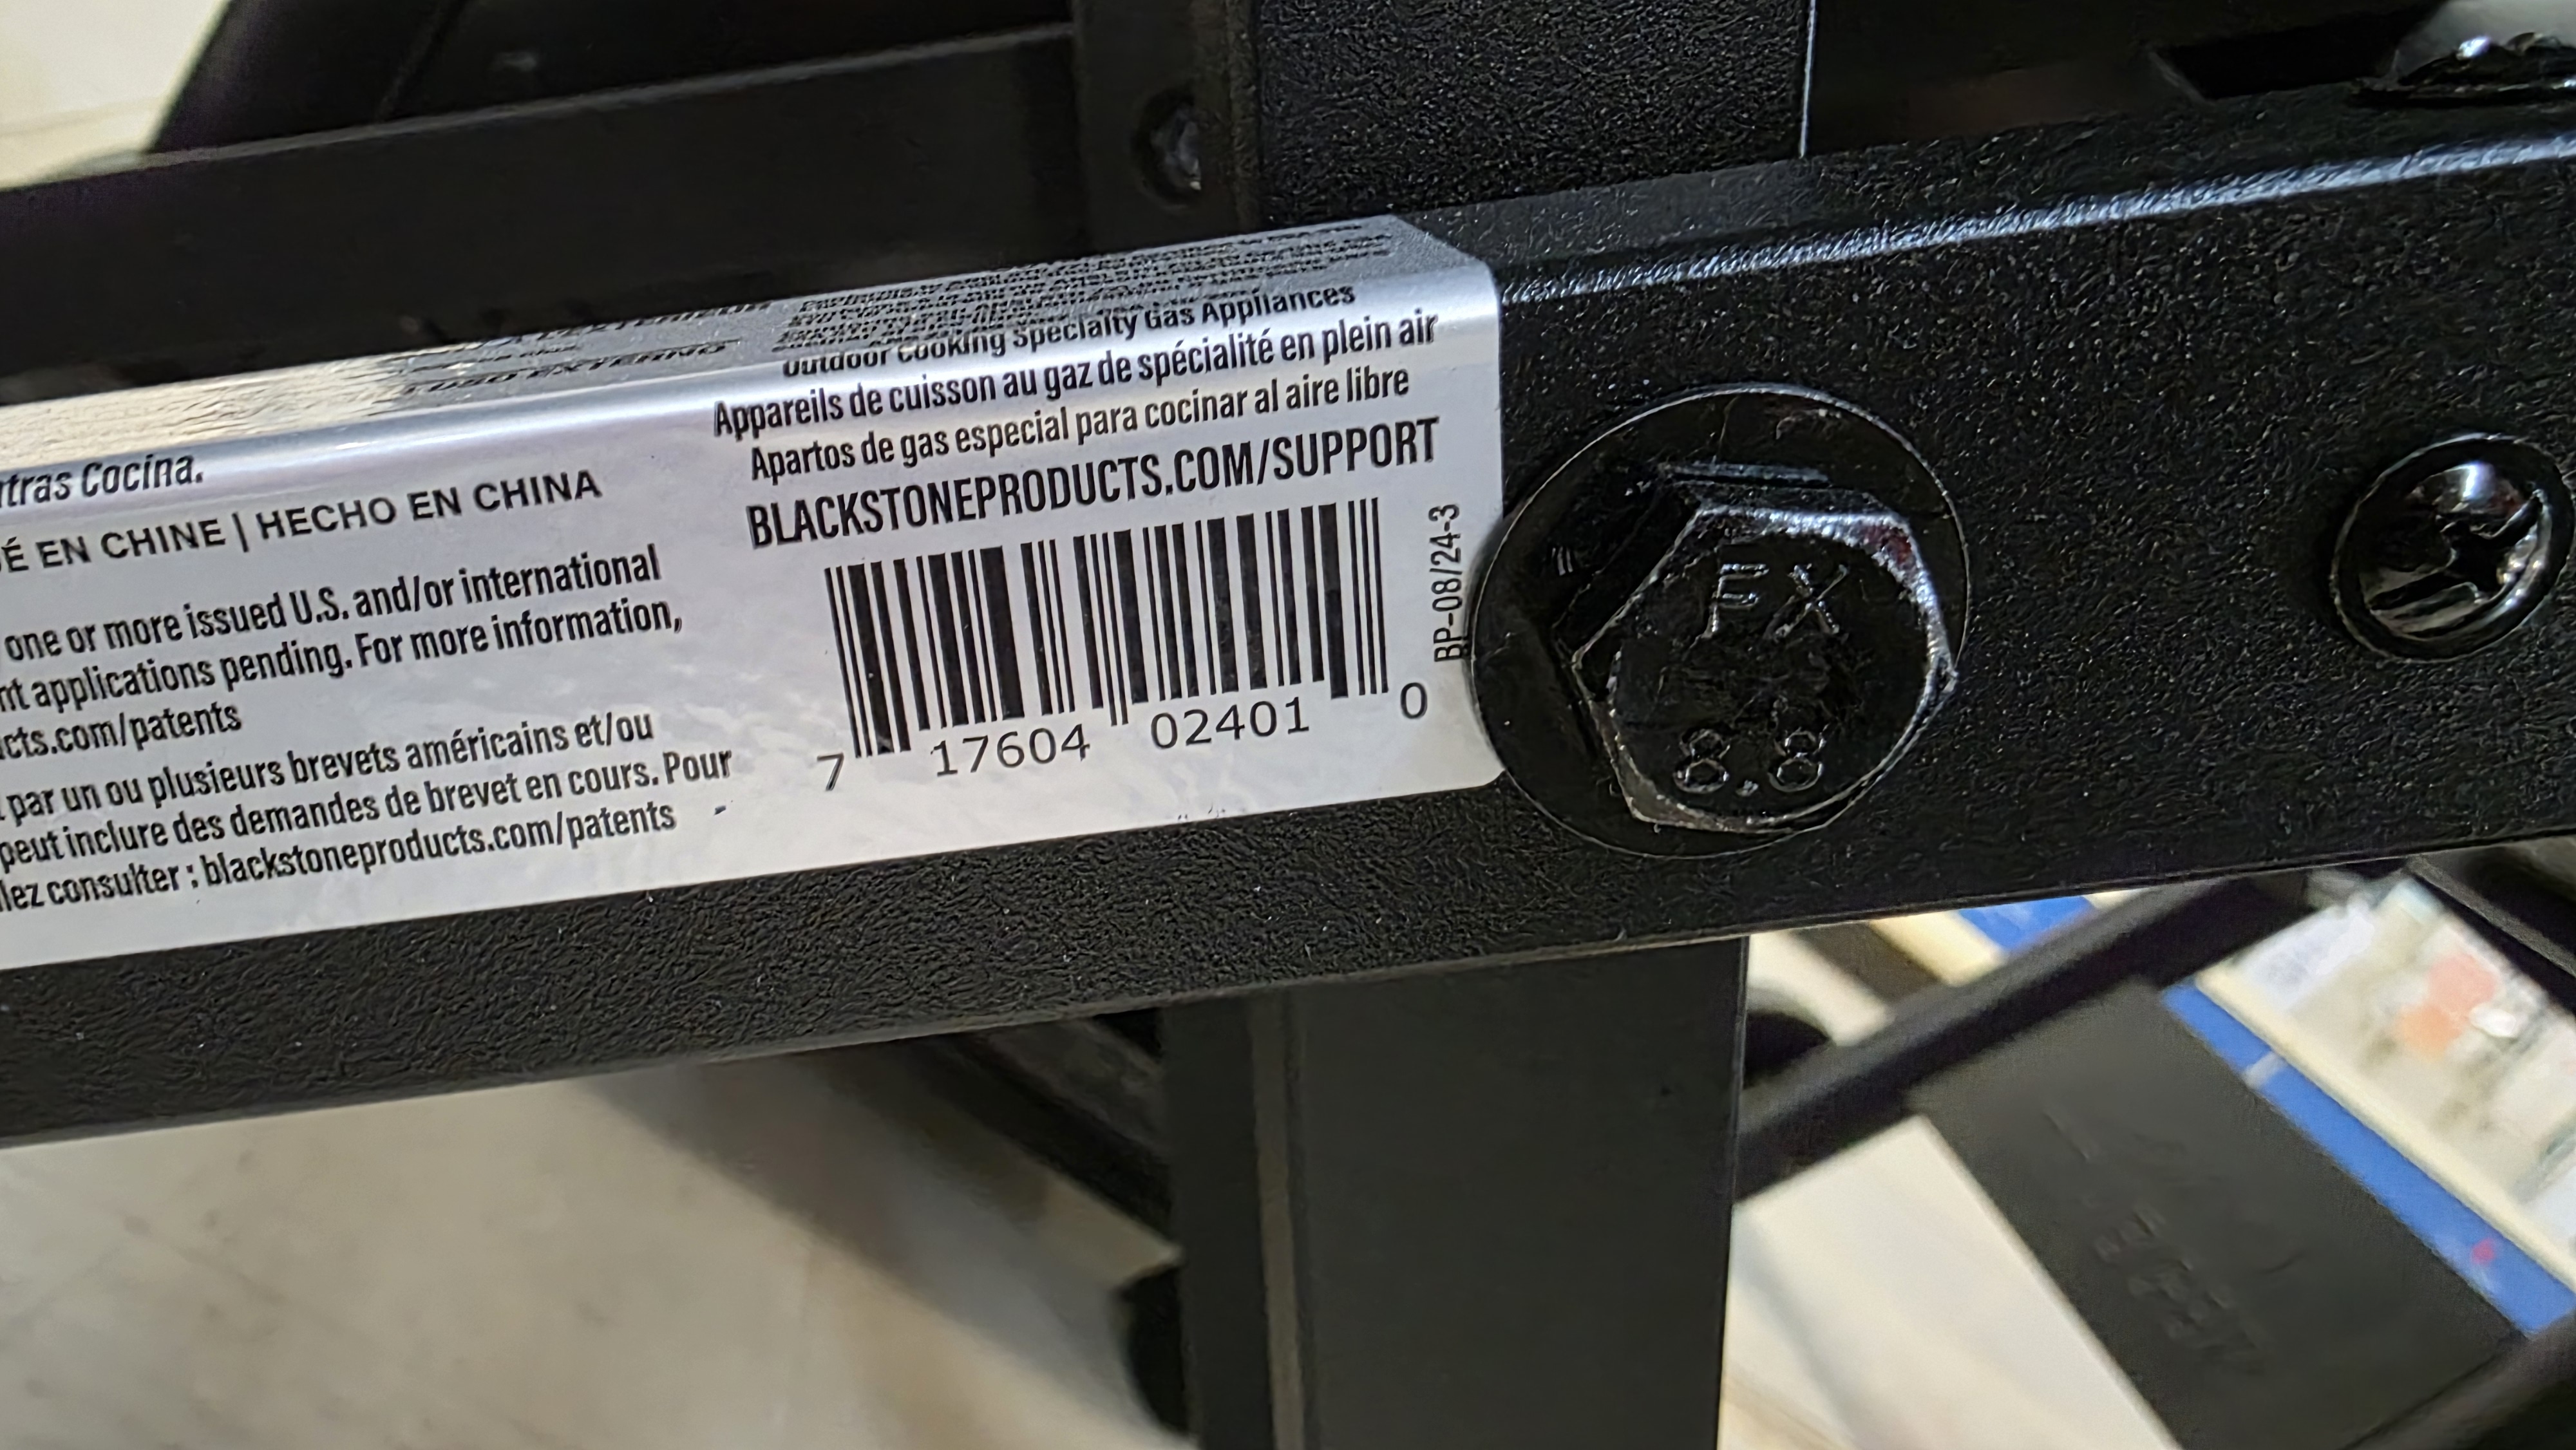 L'USO EXTERNO
Outdoor Cooking Specialty Gas Appliances
Appareils de cuisson au gaz de spécialité en plein air
Apartos de gas especial para cocinar al aire libre
BLACKSTONEPRODUCTS.COM/SUPPORT
7 17604 02401 0
BP-08/24-3
tras Cocina.
É EN CHINE | HECHO EN CHINA
one or more issued U.S. and/or international
nt applications pending. For more information,
cts.com/patents
par un ou plusieurs brevets américains et/ou
peut inclure des demandes de brevet en cours. Pour
lez consulter : blackstoneproducts.com/patents
FX
8.8